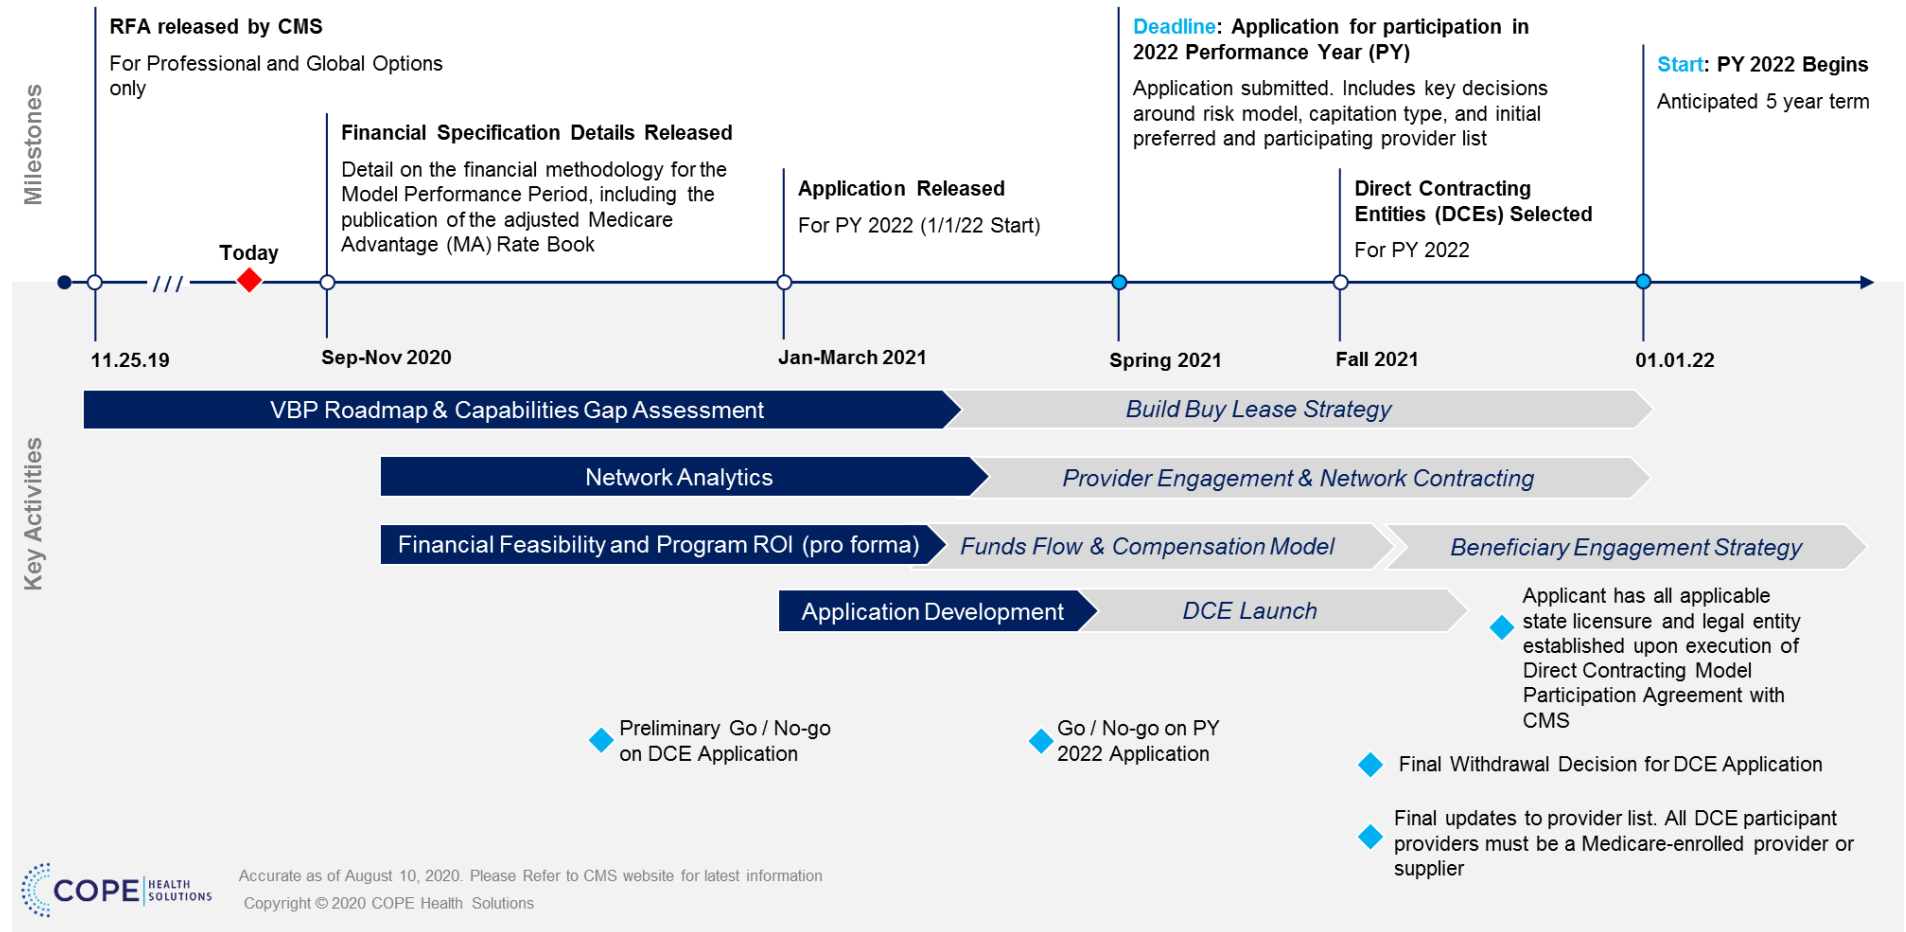 Milestones
RFA released by CMS
For Professional and Global Options
only
Financial Specification Details Released
Detail on the financial methodology for the
Model Performance Period, including the
publication of the adjusted Medicare
Advantage (MA) Rate Book
Application Released
For PY 2022 (1/1/22 Start)
Deadline: Application for participation in
2022 Performance Year (PY)
Application submitted. Includes key decisions
around risk model, capitation type, and initial
preferred and participating provider list
Direct Contracting
Entities (DCEs) Selected
For PY 2022
Start: PY 2022 Begins
Anticipated 5 year term
Today
///
11.25.19
Sep-Nov 2020
Jan-March 2021
Spring 2021
Fall 2021
01.01.22
Key Activities
VBP Roadmap & Capabilities Gap Assessment
Build Buy Lease Strategy
Network Analytics
Provider Engagement & Network Contracting
Financial Feasibility and Program ROI (pro forma)
Funds Flow & Compensation Model
Beneficiary Engagement Strategy
Application Development
DCE Launch
Applicant has all applicable
state licensure and legal entity
established upon execution of
Direct Contracting Model
Participation Agreement with
CMS
Preliminary Go / No-go
on DCE Application
Go / No-go on PY
2022 Application
Final Withdrawal Decision for DCE Application
Final updates to provider list. All DCE participant
providers must be a Medicare-enrolled provider or
supplier
COPE HEALTH
SOLUTIONS
Accurate as of August 10, 2020. Please Refer to CMS website for latest information
Copyright © 2020 COPE Health Solutions